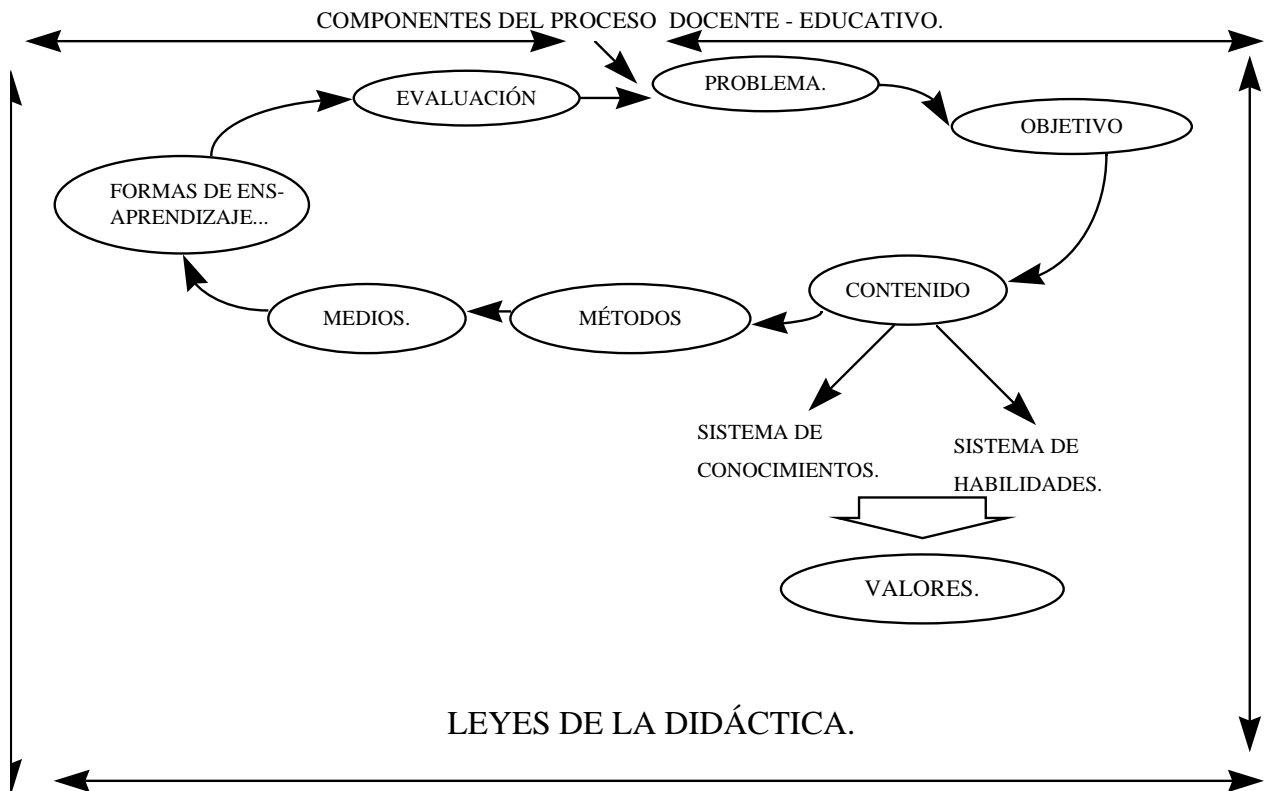 COMPONENTES DEL PROCESO DOCENTE - EDUCATIVO.
EVALUACIÓN
PROBLEMA.
OBJETIVO
FORMAS DE ENS-
APRENDIZAJE...
CONTENIDO
MEDIOS.
MÉTODOS
SISTEMA DE
CONOCIMIENTOS.
SISTEMA DE
HABILIDADES.
VALORES.
LEYES DE LA DIDÁCTICA.